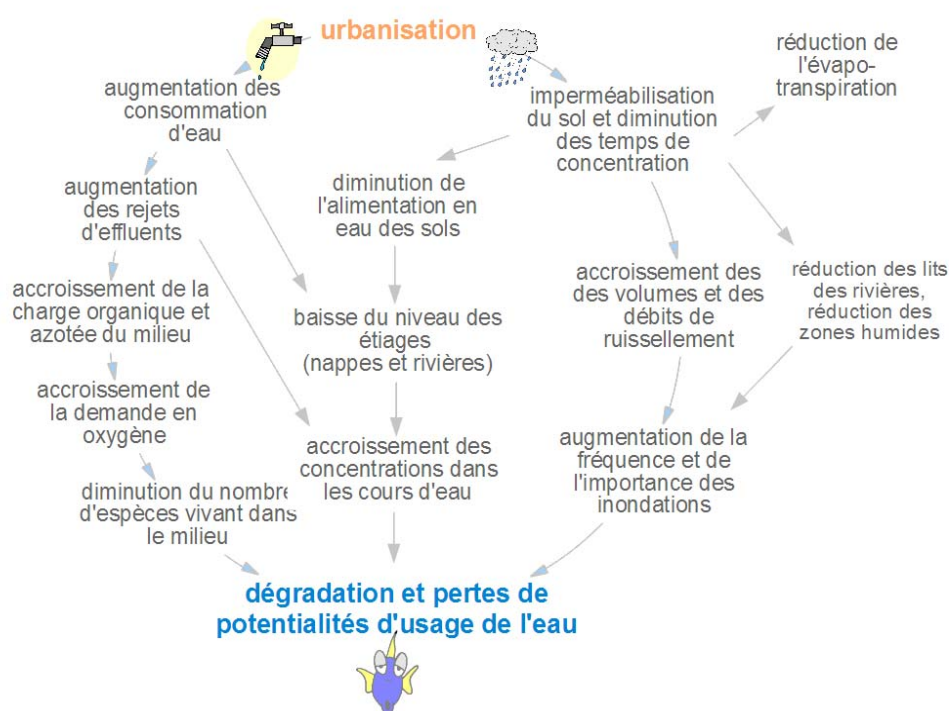 urbanisation
augmentation des
consommation
d'eau
imperméabilisation
du sol et diminution
des temps de
concentration
réduction de
l'évapo-
transpiration
augmentation
des rejets
d'effluents
diminution de
l'alimentation en
eau des sols
accroissement de la
charge organique et
azotée du milieu
baisse du niveau des
étiages
(nappes et rivières)
accroissement des
des volumes et des
débits de
ruissellement
réduction des lits
des rivières,
réduction des
zones humides
accroissement de
la demande en
oxygène
accroissement des
concentrations dans
les cours d'eau
augmentation de la
fréquence et de
l'importance des
inondations
diminution du nombre
d'espèces vivant dans
le milieu
dégradation et pertes de
potentialités d'usage de l'eau